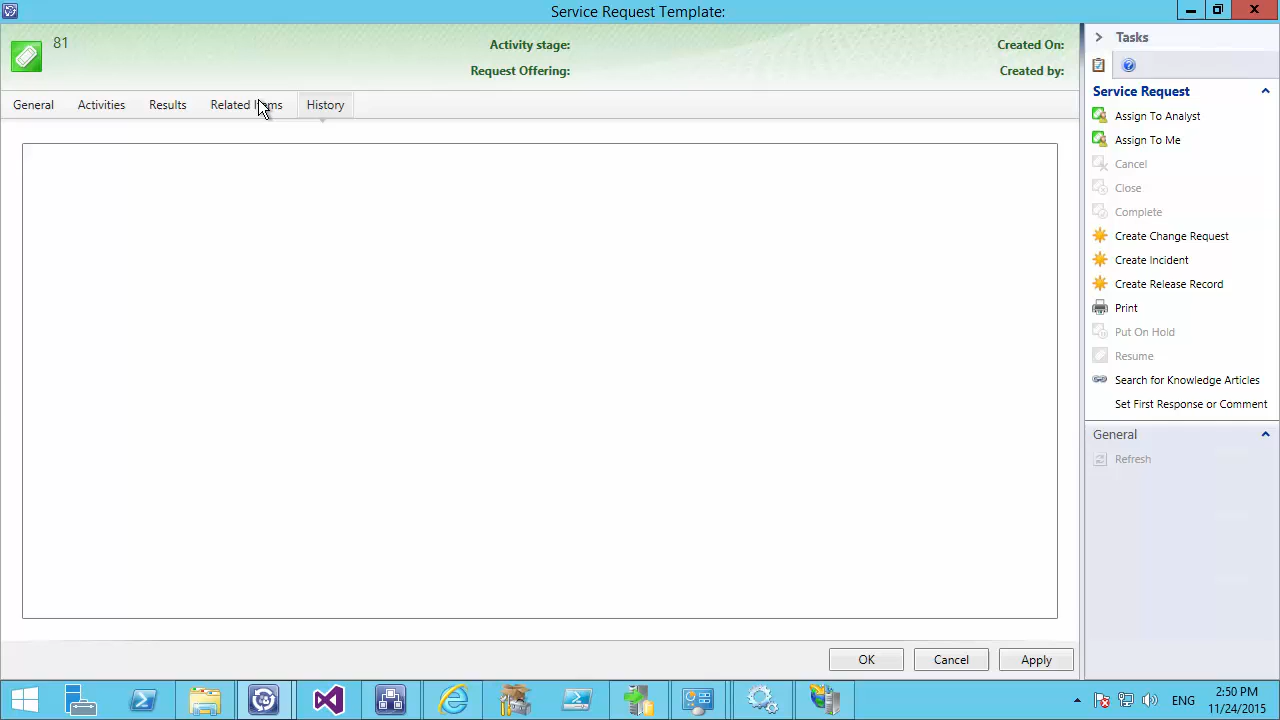 Service Request Template:
81
Activity stage:
Created On:
Request Offering:
Created by:
General
Activities
Results
Related Items
History
OK
Cancel
Apply
Tasks
Service Request
Assign To Analyst
Assign To Me
Cancel
Close
Complete
Create Change Request
Create Incident
Create Release Record
Print
Put On Hold
Resume
Search for Knowledge Articles
Set First Response or Comment
General
Refresh
ENG
2:50 PM
11/24/2015